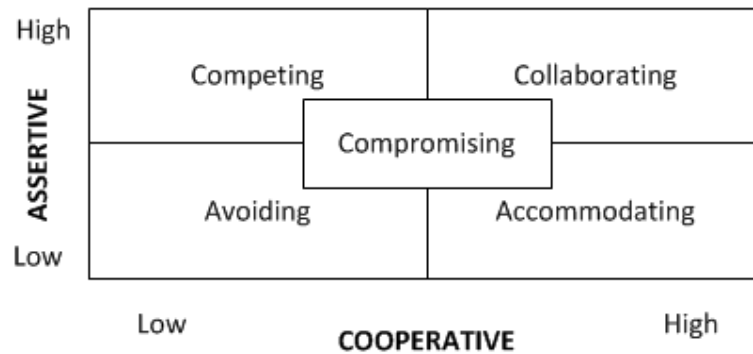 High
Competing
Collaborating
ASSERTIVE
Compromising
Avoiding
Accommodating
Low
Low
High
COOPERATIVE